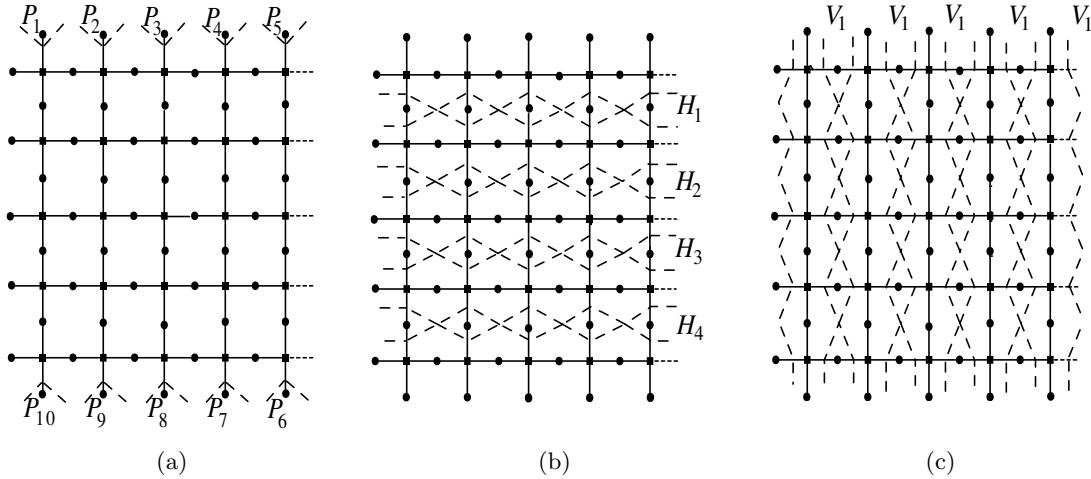 P1 P2 P3 P4 P5
P10 P9 P8 P7 P6
(a)
H1
H2
H3
H4
(b)
V1 V1 V1 V1 V1
(c)